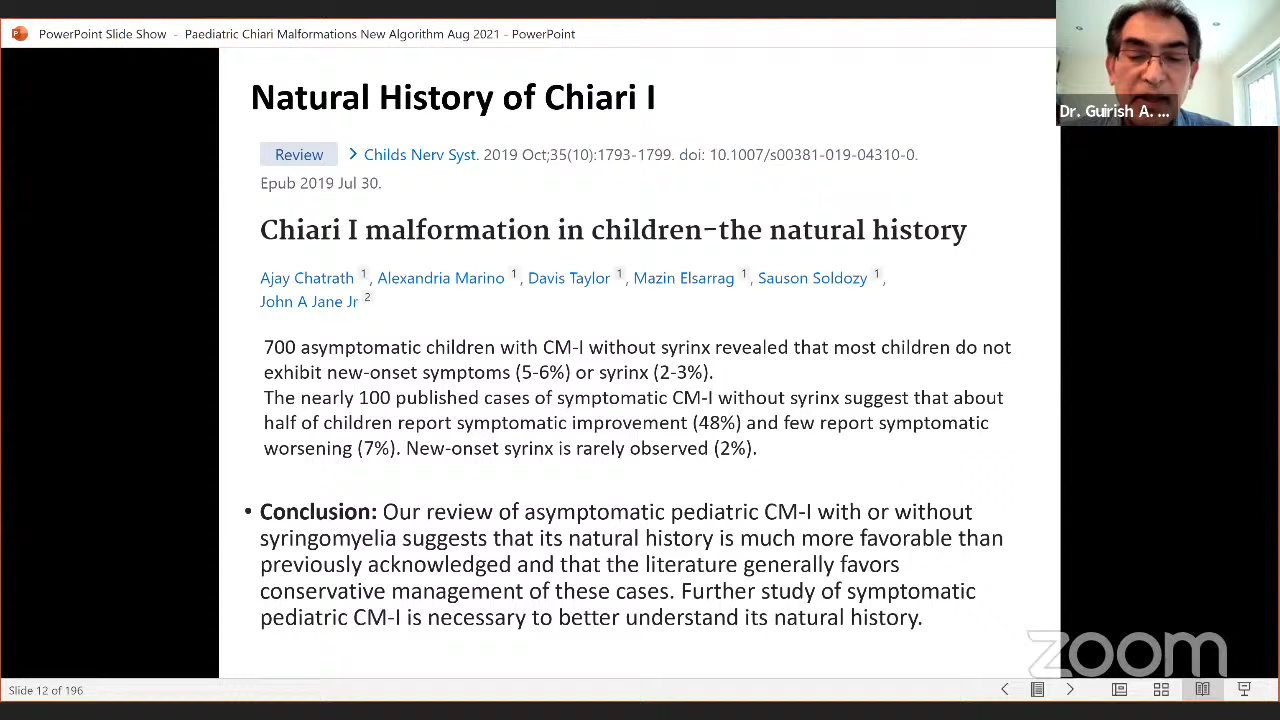 PowerPoint Slide Show - Paediatric Chiari Malformations New Algorithm Aug 2021 - PowerPoint
Dr. Guirish A. ...
Natural History of Chiari I
Review > Childs Nerv Syst. 2019 Oct;35(10):1793-1799. doi: 10.1007/s00381-019-04310-0.
Epub 2019 Jul 30.
Chiari I malformation in children-the natural history
Ajay Chatrath 1, Alexandria Marino 1, Davis Taylor 1, Mazin Elsarrag 1, Sauson Soldozy 1,
John A Jane Jr 2
700 asymptomatic children with CM-I without syrinx revealed that most children do not
exhibit new-onset symptoms (5-6%) or syrinx (2-3%).
The nearly 100 published cases of symptomatic CM-I without syrinx suggest that about
half of children report symptomatic improvement (48%) and few report symptomatic
worsening (7%). New-onset syrinx is rarely observed (2%).
• Conclusion: Our review of asymptomatic pediatric CM-I with or without
syringomyelia suggests that its natural history is much more favorable than
previously acknowledged and that the literature generally favors
conservative management of these cases. Further study of symptomatic
pediatric CM-I is necessary to better understand its natural history.
zoom
Slide 12 of 196